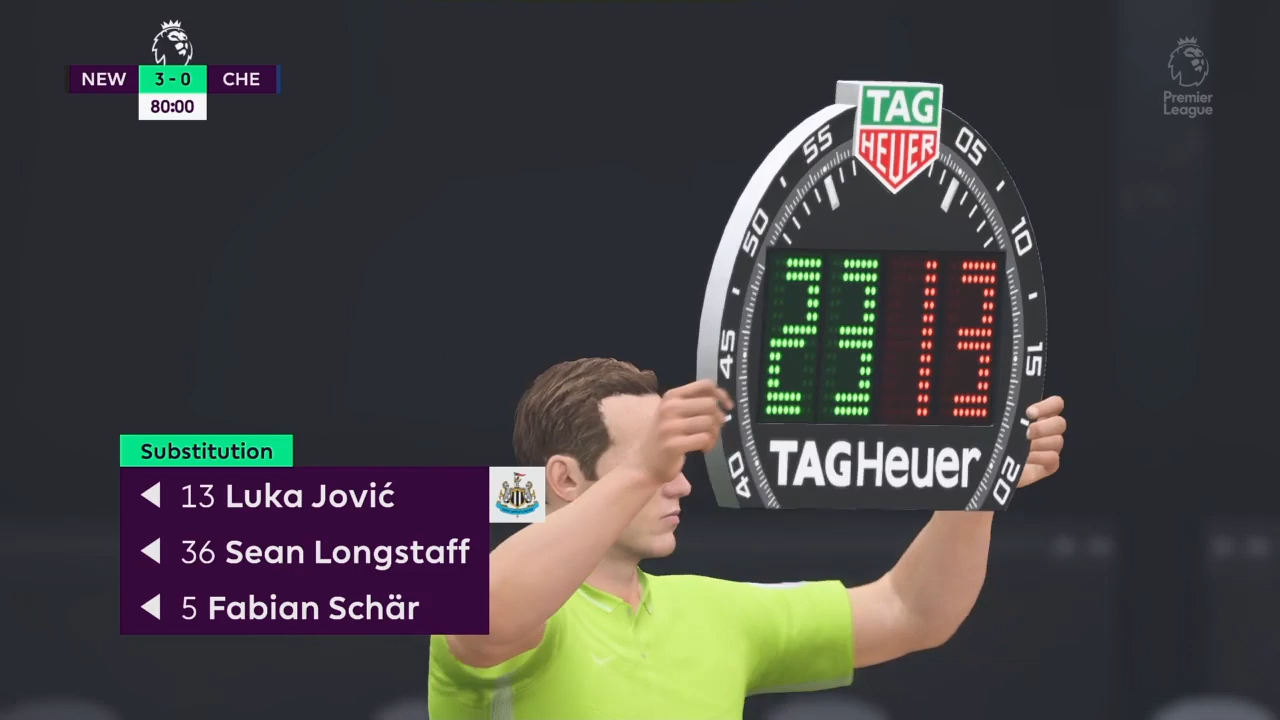 NEW 3 - 0 CHE
80:00
Premier
League
TAG
HEUER
55 05
50 10
45 15
40 20
23 13
TAGHeuer
Substitution
13 Luka Jović
36 Sean Longstaff
5 Fabian Schär